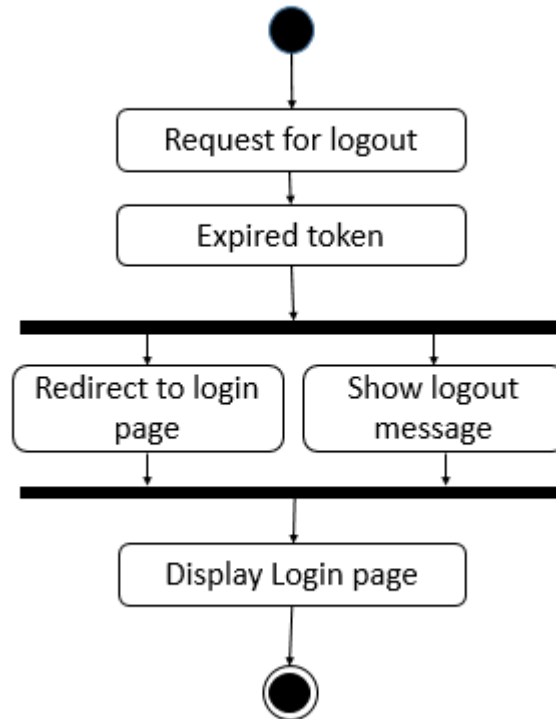 Request for logout
Expired token
Redirect to login
page
Show logout
message
Display Login page